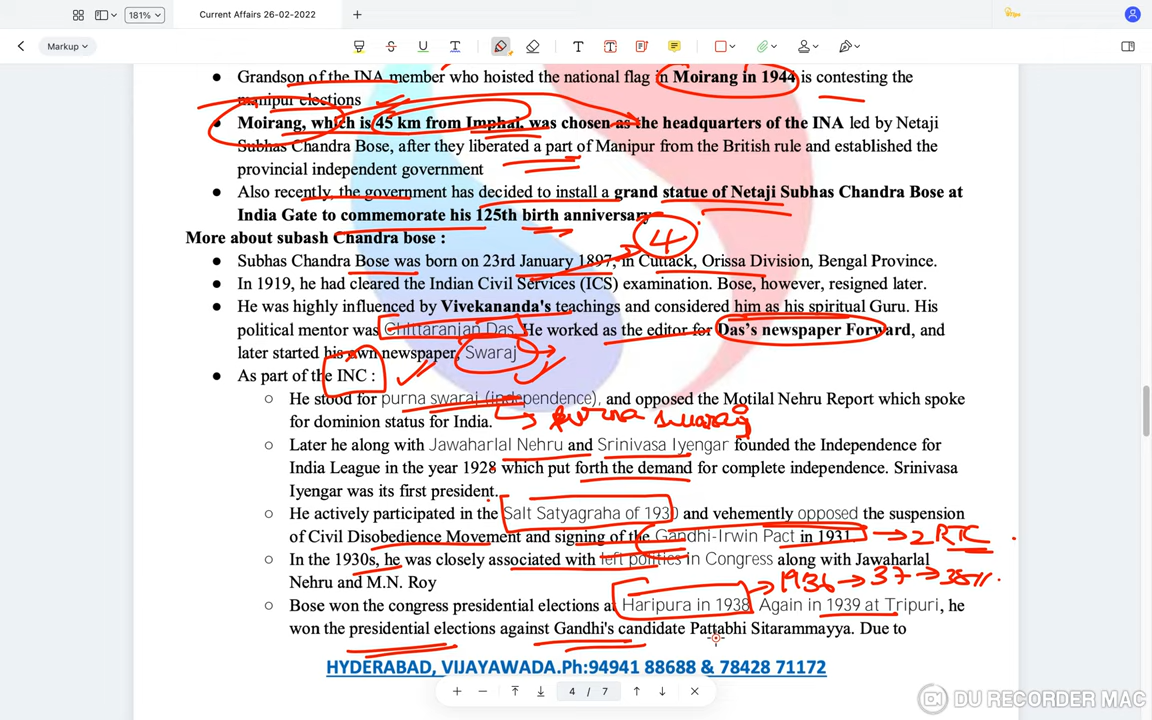 181%
Current Affairs 26-02-2022
Markup
• Grandson of the INA member who hoisted the national flag in Moirang in 1944 is contesting the
manipur elections
• Moirang, which is 45 km from Imphal, was chosen as the headquarters of the INA led by Netaji
Subhas Chandra Bose, after they liberated a part of Manipur from the British rule and established the
provincial independent government
• Also recently, the government has decided to install a grand statue of Netaji Subhas Chandra Bose at
India Gate to commemorate his 125th birth anniversary
More about subash Chandra bose :
4
• Subhas Chandra Bose was born on 23rd January 1897, in Cuttack, Orissa Division, Bengal Province.
• In 1919, he had cleared the Indian Civil Services (ICS) examination. Bose, however, resigned later.
• He was highly influenced by Vivekananda's teachings and considered him as his spiritual Guru. His
political mentor was Chittaranjan Das. He worked as the editor for Das's newspaper Forward, and
later started his own newspaper, Swaraj
• As part of the INC :
○ He stood for purna swaraj (independence), and opposed the Motilal Nehru Report which spoke
for dominion status for India.
purna swaraj
○ Later he along with Jawaharlal Nehru and Srinivasa Iyengar founded the Independence for
India League in the year 1928 which put forth the demand for complete independence. Srinivasa
Iyengar was its first president.
○ He actively participated in the Salt Satyagraha of 1930 and vehemently opposed the suspension
of Civil Disobedience Movement and signing of the Gandhi-Irwin Pact in 1931. → 2 RTC
○ In the 1930s, he was closely associated with left politics in Congress along with Jawaharlal
Nehru and M.N. Roy
→ 1936 → 37 →
○ Bose won the congress presidential elections at Haripura in 1938. Again in 1939 at Tripuri, he
won the presidential elections against Gandhi's candidate Pattabhi Sitarammayya. Due to
HYDERABAD, VIJAYAWADA.Ph:94941 88688 & 78428 71172
4 / 7
DU RECORDER MAC